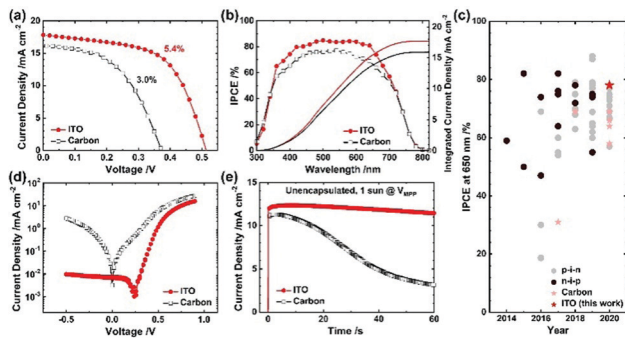 (a)
Current Density /mA cm⁻²
20
15
10
5
0
5.4%
3.0%
ITO
Carbon
0.0 0.1 0.2 0.3 0.4 0.5
Voltage /V
(b)
IPCE /%
100
80
60
40
20
0
ITO
Carbon
300 400 500 600 700 800
Wavelength /nm
20
15
10
5
0
Integrated Current Density /mA cm⁻²
(c)
IPCE at 650 nm /%
100
80
60
40
20
0
p-i-n
n-i-p
Carbon
ITO (this work)
2014 2016 2018 2020
Year
(d)
Current Density /mA cm⁻²
10²
10¹
10⁰
10⁻¹
10⁻²
10⁻³
ITO
Carbon
-0.5 0.0 0.5 1.0
Voltage /V
(e)
Unencapsulated, 1 sun @ VMPP
Current Density /mA cm⁻²
15
10
5
0
ITO
Carbon
0 20 40 60
Time /s